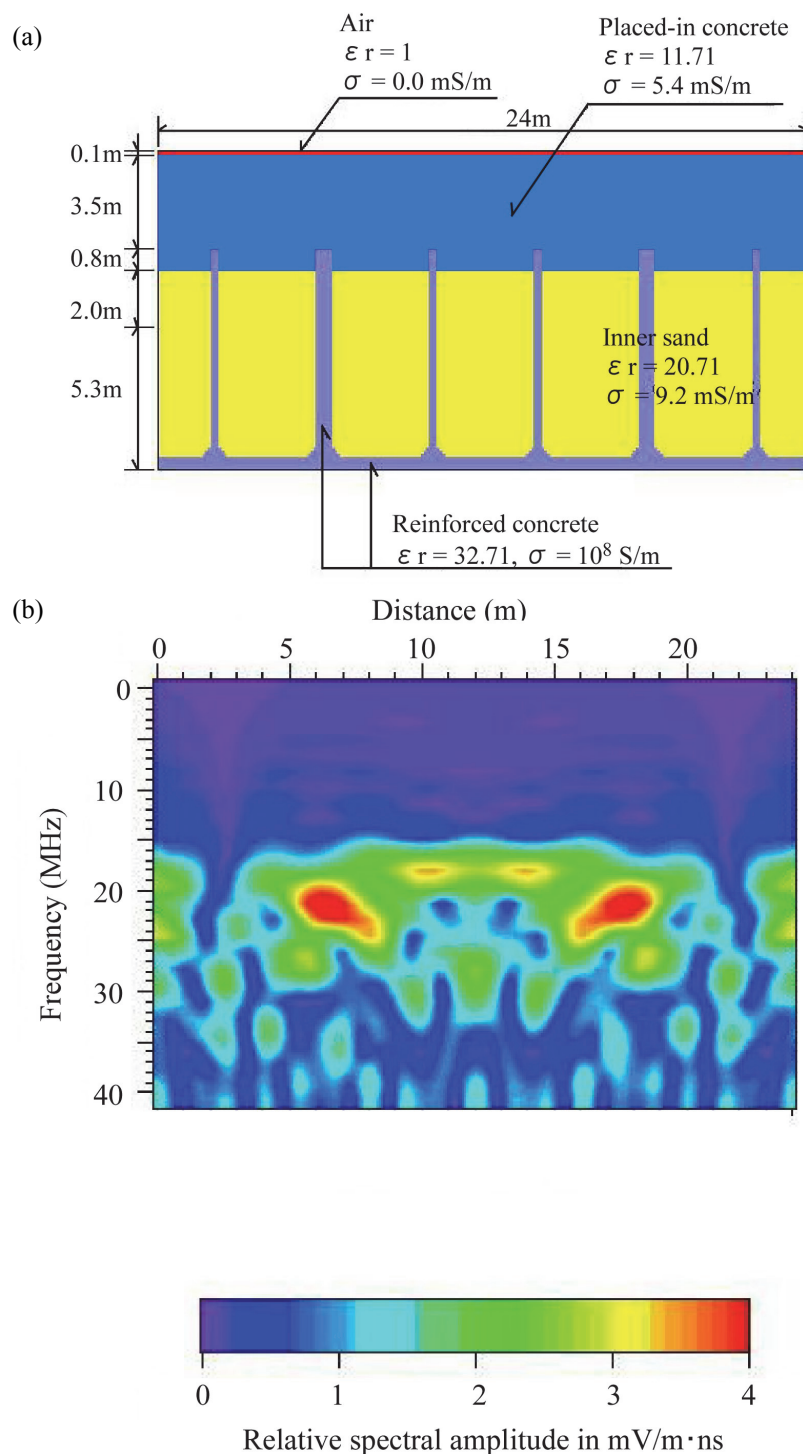 (a)
Air
ε r = 1
σ = 0.0 mS/m
Placed-in concrete
ε r = 11.71
σ = 5.4 mS/m
24m
0.1m
3.5m
0.8m
2.0m
5.3m
Inner sand
ε r = 20.71
σ = 9.2 mS/m
Reinforced concrete
ε r = 32.71, σ = 10⁸ S/m
(b)
Distance (m)
0 5 10 15 20
Frequency (MHz)
0
10
20
30
40
0 1 2 3 4
Relative spectral amplitude in mV/m·ns